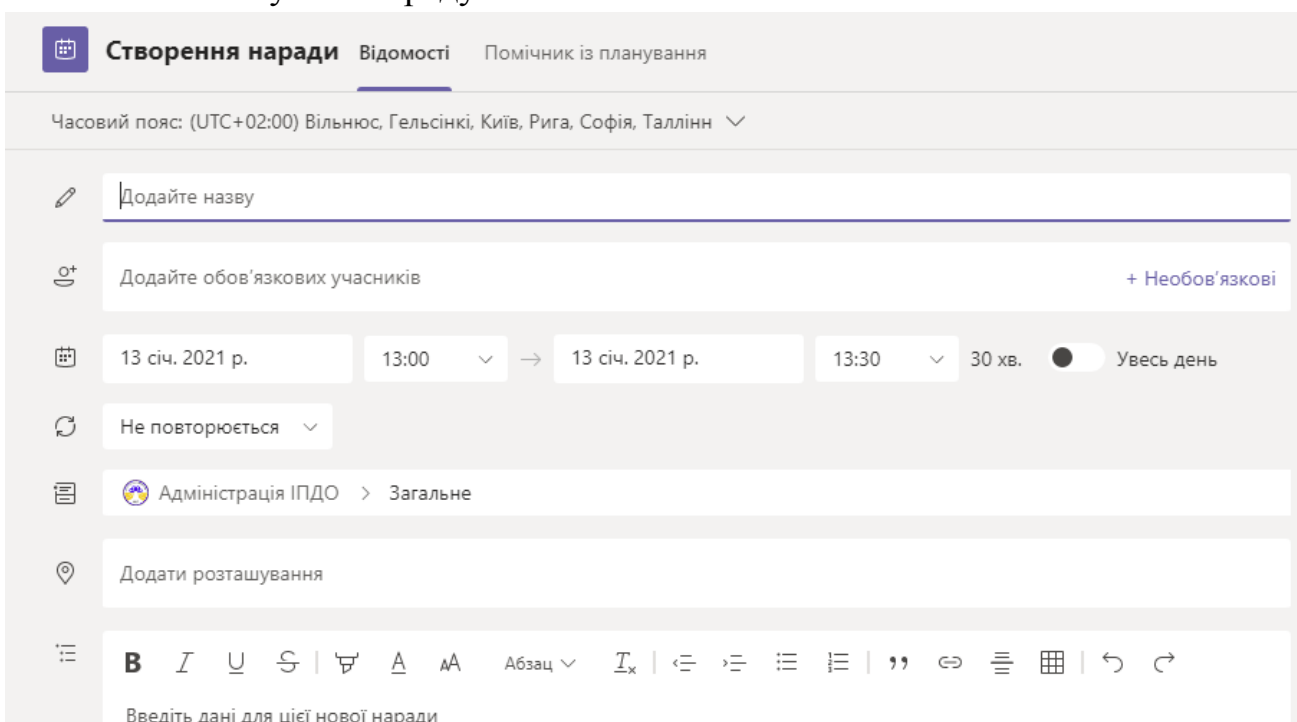 Створення наради Відомості Помічник із планування
Часовий пояс: (UTC+02:00) Вільнюс, Гельсінкі, Київ, Рига, Софія, Таллінн
Додайте назву
Додайте обов'язкових учасників + Необов'язкові
13 січ. 2021 р. 13:00 → 13 січ. 2021 р. 13:30 30 хв. Увесь день
Не повторюється
Адміністрація ІПДО > Загальне
Додати розташування
B I U S A AA Абзац Tx
Введіть дані для цієї нової наради